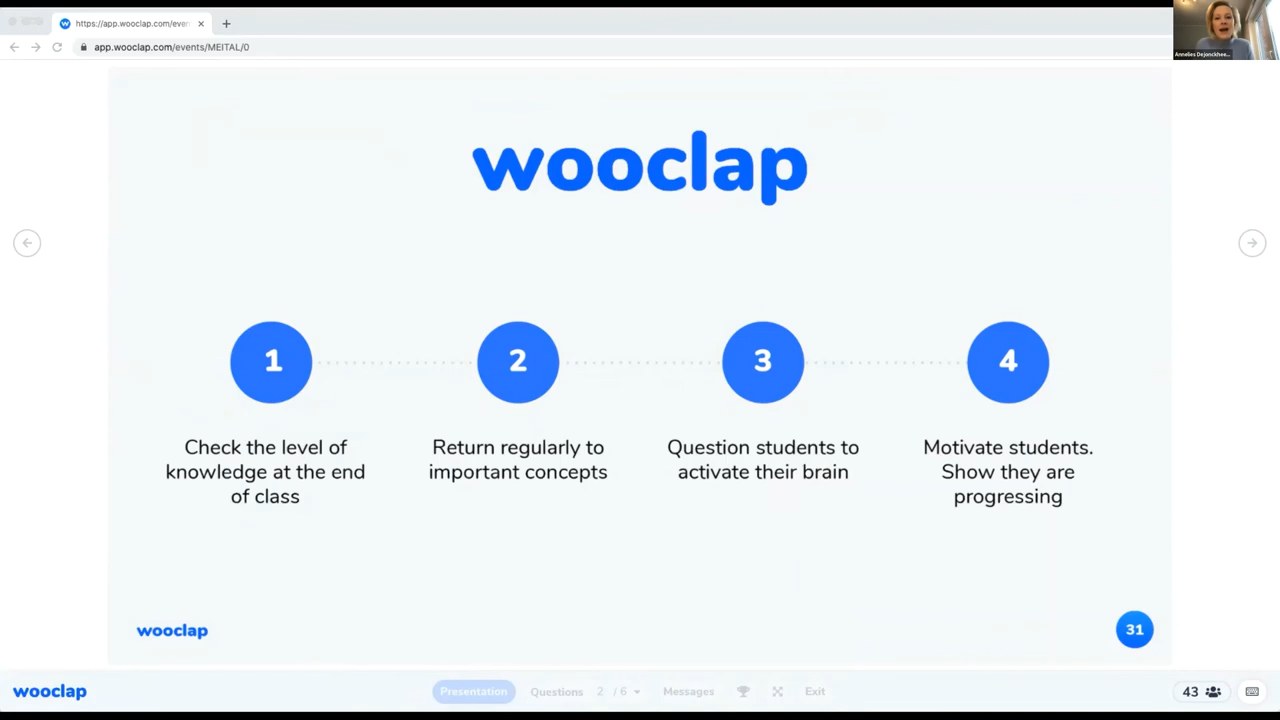 https://app.wooclap.com/even
app.wooclap.com/events/MEITAL/0
Annelies Dejonckhee...
wooclap
1
2
3
4
Check the level of
knowledge at the end
of class
Return regularly to
important concepts
Question students to
activate their brain
Motivate students.
Show they are
progressing
wooclap
31
wooclap
Presentation
Questions 2 / 6
Messages
Exit
43